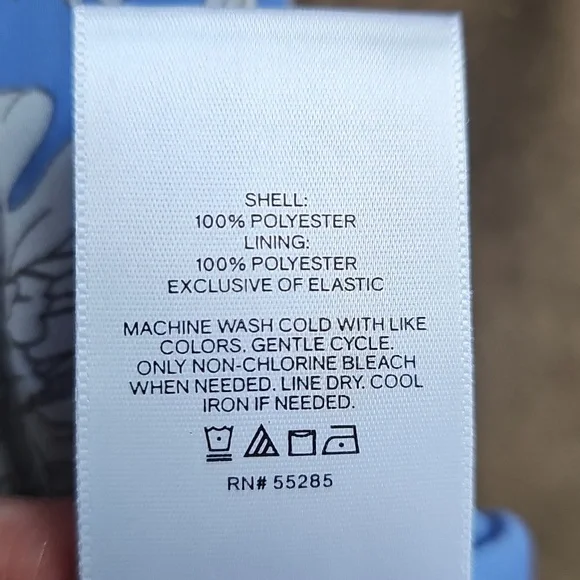 SHELL:
100% POLYESTER
LINING:
100% POLYESTER
EXCLUSIVE OF ELASTIC
MACHINE WASH COLD WITH LIKE
COLORS. GENTLE CYCLE.
ONLY NON-CHLORINE BLEACH
WHEN NEEDED. LINE DRY. COOL
IRON IF NEEDED.
RN# 55285